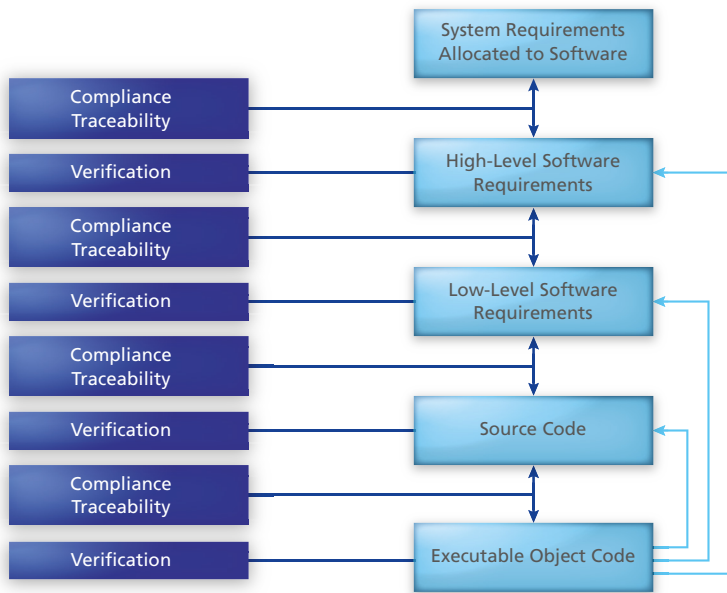 System Requirements
Allocated to Software
Compliance
Traceability
Verification
High-Level Software
Requirements
Compliance
Traceability
Verification
Low-Level Software
Requirements
Compliance
Traceability
Verification
Source Code
Compliance
Traceability
Verification
Executable Object Code